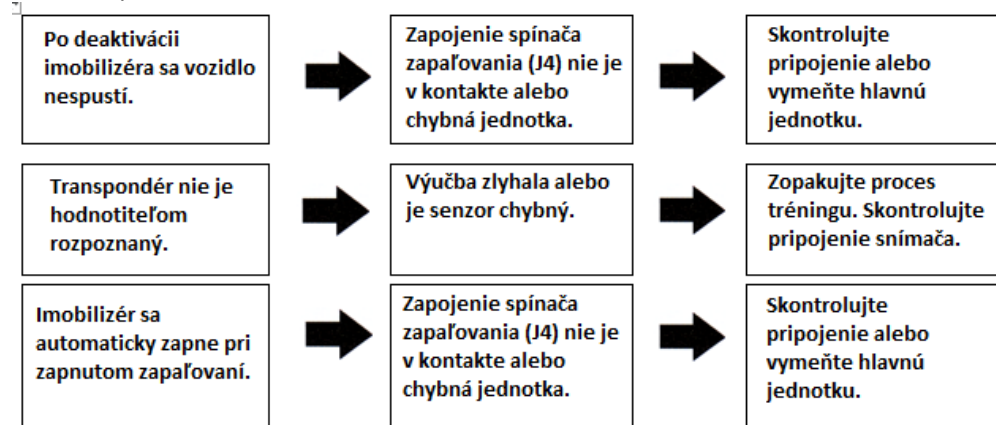 Po deaktivácii
imobilizéra sa vozidlo
nespustí.
Zapojenie spínača
zapaľovania (J4) nie je
v kontakte alebo
chybná jednotka.
Skontrolujte
pripojenie alebo
vymeňte hlavnú
jednotku.
Transpondér nie je
hodnotiteľom
rozpoznaný.
Výučba zlyhala alebo
je senzor chybný.
Zopakujte proces
tréningu. Skontrolujte
pripojenie snímača.
Imobilizér sa
automaticky zapne pri
zapnutom zapaľovaní.
Zapojenie spínača
zapaľovania (J4) nie je
v kontakte alebo
chybná jednotka.
Skontrolujte
pripojenie alebo
vymeňte hlavnú
jednotku.